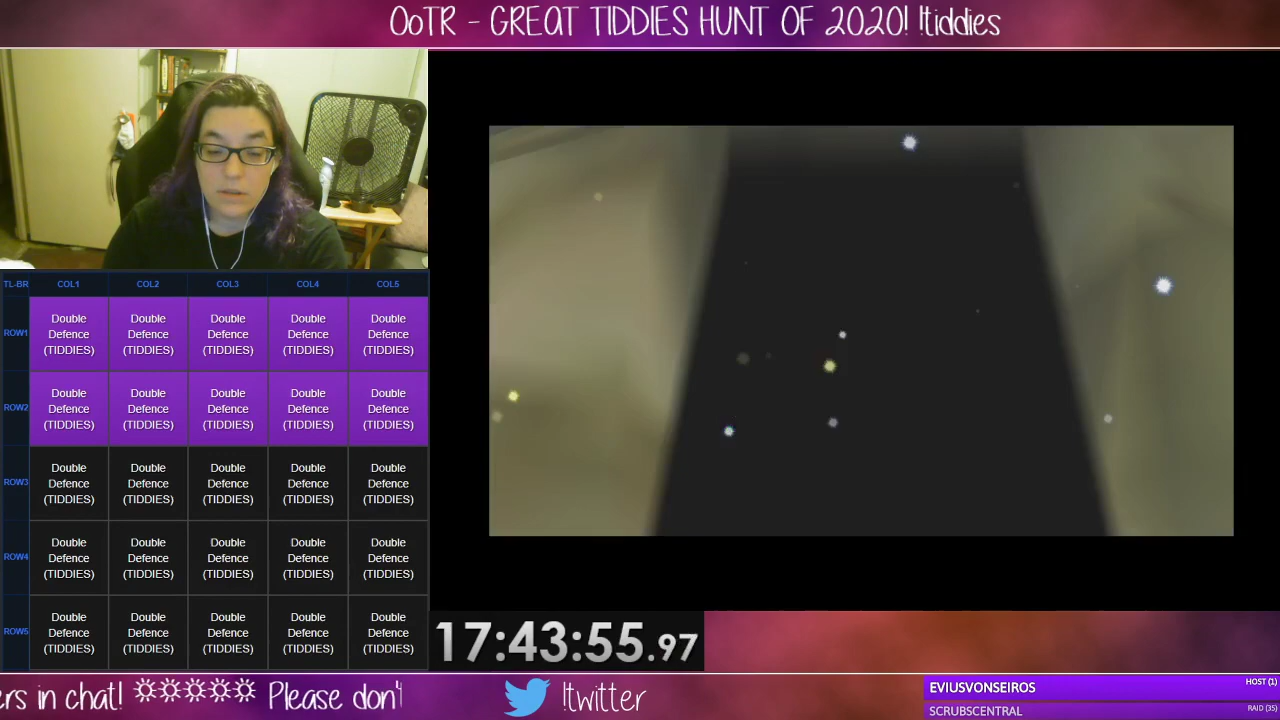 OoTR - GREAT TIDDIES HUNT OF 2020! !tiddies
TL-BR COL1 COL2 COL3 COL4 COL5
ROW1
Double Double Double Double Double
Defence Defence Defence Defence Defence
(TIDDIES) (TIDDIES) (TIDDIES) (TIDDIES) (TIDDIES)
ROW2
Double Double Double Double Double
Defence Defence Defence Defence Defence
(TIDDIES) (TIDDIES) (TIDDIES) (TIDDIES) (TIDDIES)
ROW3
Double Double Double Double Double
Defence Defence Defence Defence Defence
(TIDDIES) (TIDDIES) (TIDDIES) (TIDDIES) (TIDDIES)
ROW4
Double Double Double Double Double
Defence Defence Defence Defence Defence
(TIDDIES) (TIDDIES) (TIDDIES) (TIDDIES) (TIDDIES)
ROW5
Double Double Double Double Double
Defence Defence Defence Defence Defence
(TIDDIES) (TIDDIES) (TIDDIES) (TIDDIES) (TIDDIES)
17:43:55.97
ers in chat! Please don't
!twitter
EVIUSVONSEIROS HOST (1)
SCRUBSCENTRAL RAID (35)